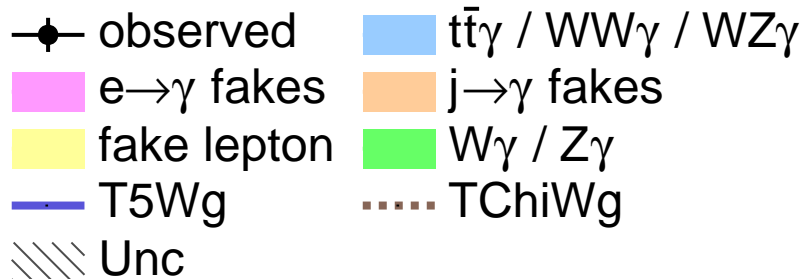 observed tt̄γ / WWγ / WZγ
e→γ fakes j→γ fakes
fake lepton Wγ / Zγ
T5Wg TChiWg
Unc